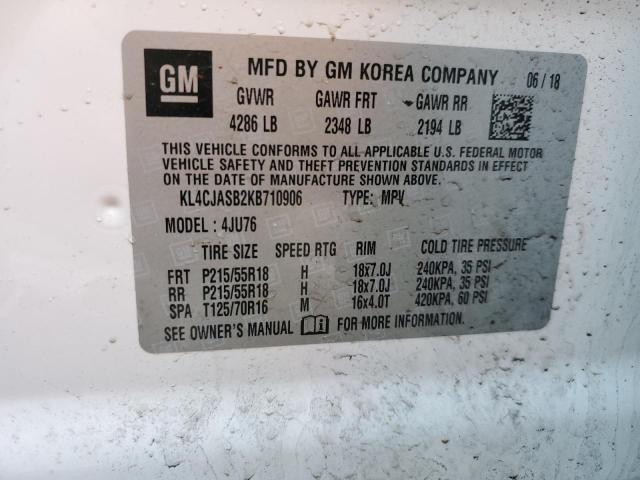 GM MFD BY GM KOREA COMPANY 06/18
GVWR GAWR FRT GAWR RR
4286 LB 2348 LB 2194 LB
THIS VEHICLE CONFORMS TO ALL APPLICABLE U.S. FEDERAL MOTOR
VEHICLE SAFETY AND THEFT PREVENTION STANDARDS IN EFFECT
ON THE DATE OF MANUFACTURE SHOWN ABOVE.
KL4CJASB2KB710906 TYPE: MPV
MODEL: 4JU76
TIRE SIZE SPEED RTG RIM COLD TIRE PRESSURE
FRT P215/55R18 H 18x7.0J 240KPA, 35 PSI
RR P215/55R18 H 18x7.0J 240KPA, 35 PSI
SPA T125/70R16 M 16x4.0T 420KPA, 60 PSI
SEE OWNER'S MANUAL FOR MORE INFORMATION.